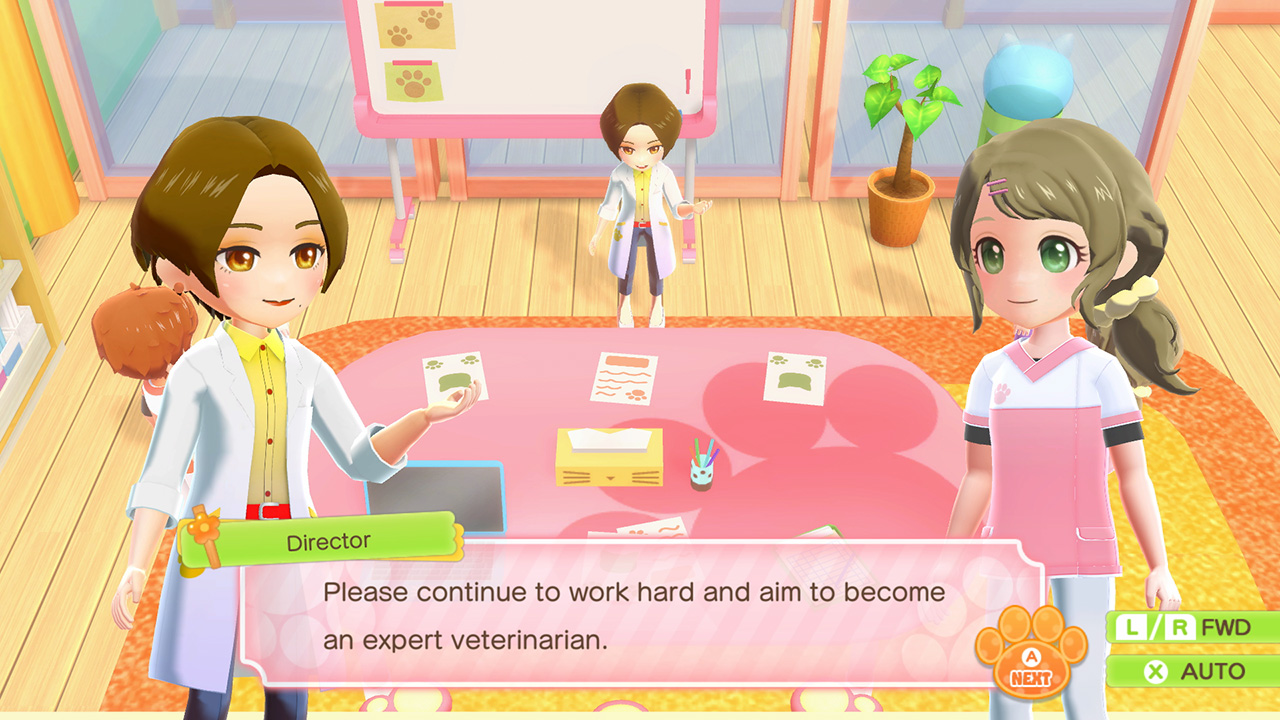 Director
Please continue to work hard and aim to become
an expert veterinarian.
A
NEXT
L / R FWD
X AUTO